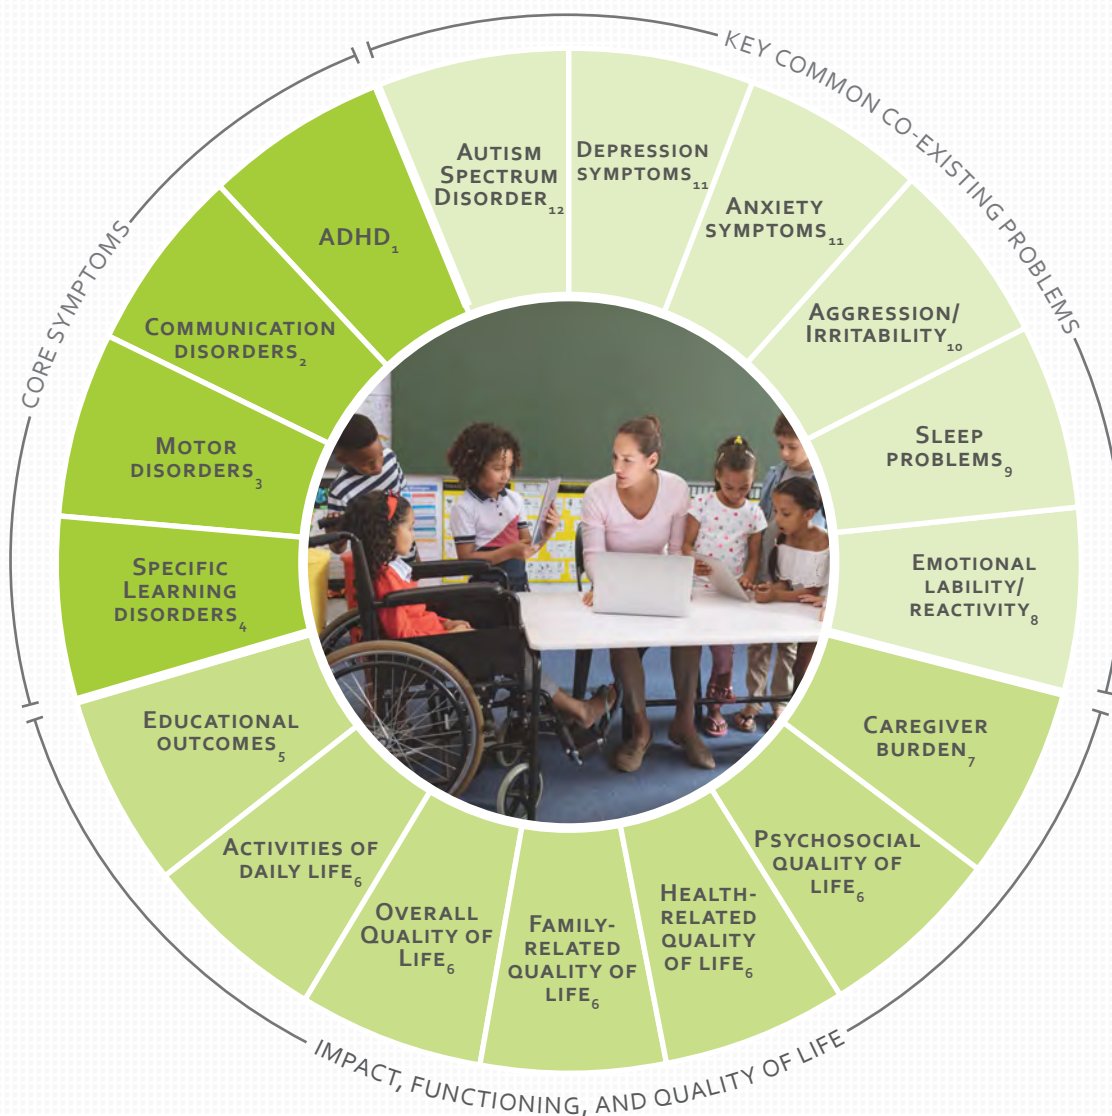 KEY COMMON CO-EXISTING PROBLEMS
AUTISM
SPECTRUM
DISORDER12
DEPRESSION
SYMPTOMS11
ANXIETY
SYMPTOMS11
AGGRESSION/
IRRITABILITY10
SLEEP
PROBLEMS9
EMOTIONAL
LABILITY/
REACTIVITY8
CORE SYMPTOMS
ADHD1
COMMUNICATION
DISORDERS2
MOTOR
DISORDERS3
SPECIFIC
LEARNING
DISORDERS4
IMPACT, FUNCTIONING, AND QUALITY OF LIFE
EDUCATIONAL
OUTCOMES5
ACTIVITIES OF
DAILY LIFE6
OVERALL
QUALITY OF
LIFE6
FAMILY-
RELATED
QUALITY OF
LIFE6
HEALTH-
RELATED
QUALITY
OF LIFE6
PSYCHOSOCIAL
QUALITY OF
LIFE6
CAREGIVER
BURDEN7